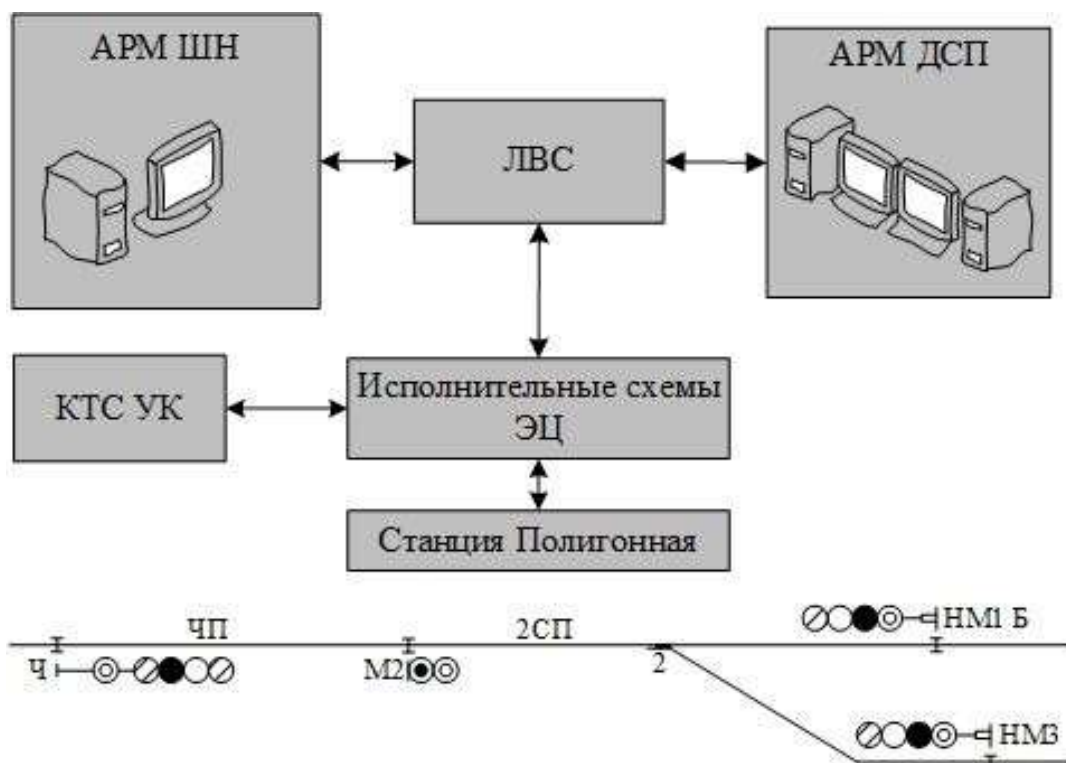 АРМ ШН
АРМ ДСП
ЛВС
КТС УК
Исполнительные схемы
ЭЦ
Станция Полигонная
ЧП
2СП
НМ1 Б
Ч
М2
2
НМ3